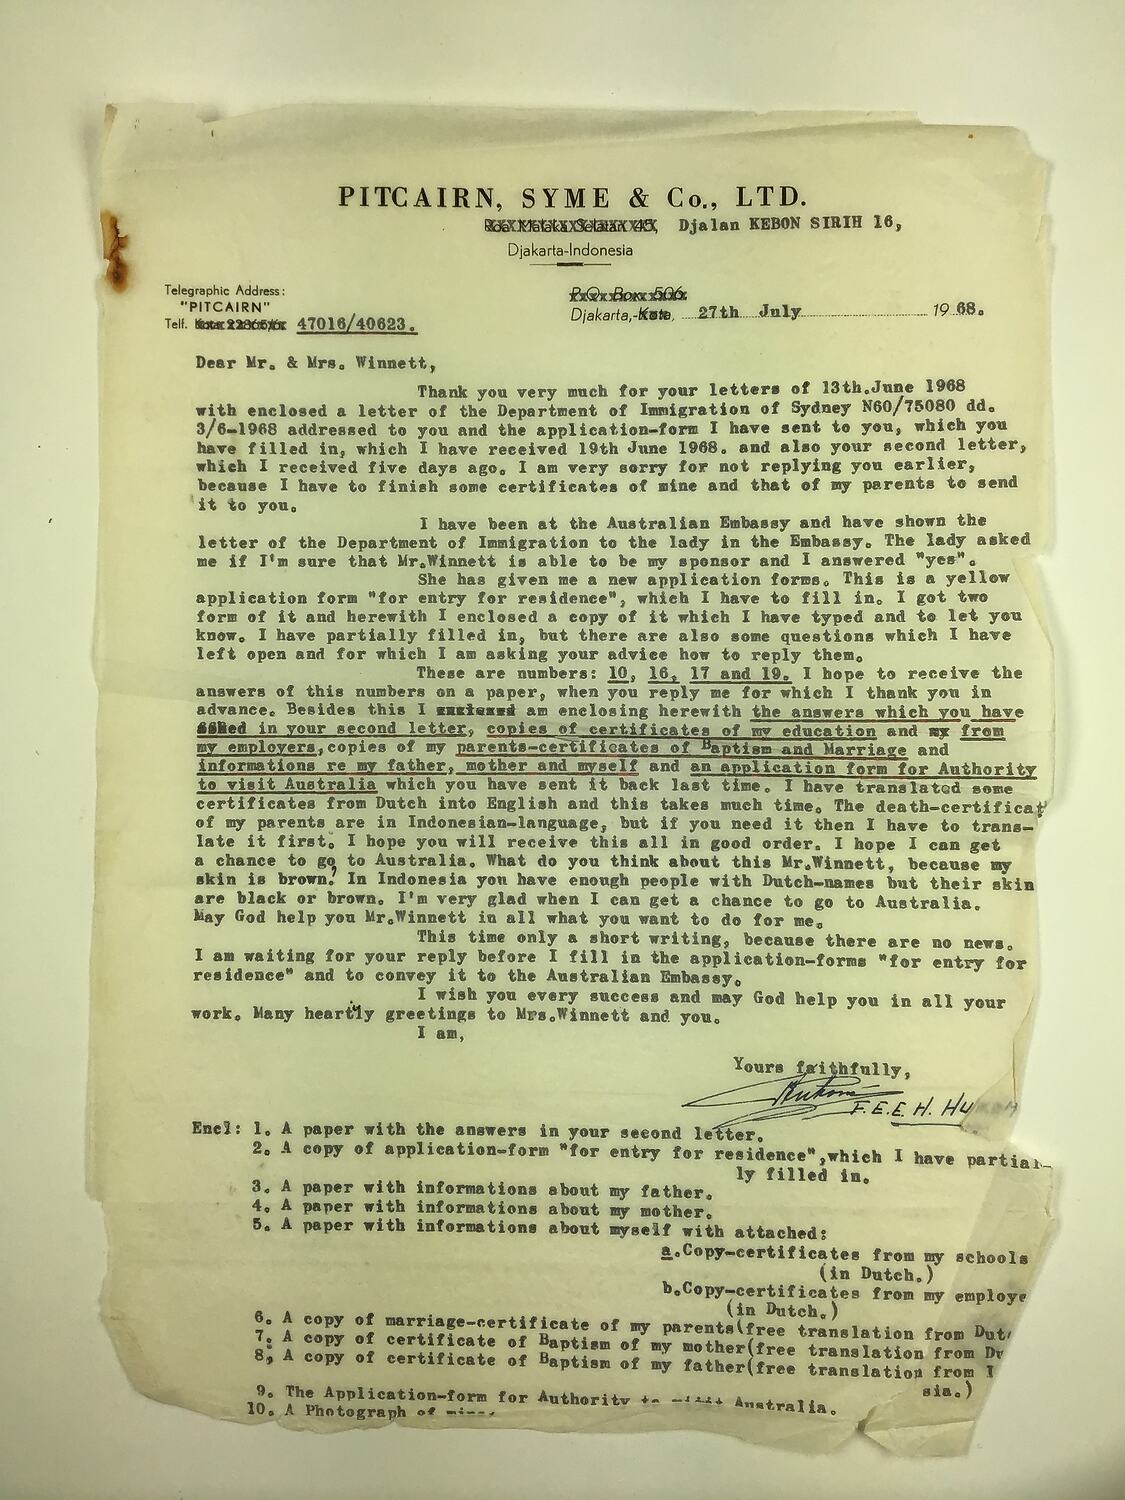 PITCAIRN, SYME & Co., LTD.
Djalan KEBON SIRIH 16,
Djakarta-Indonesia
Telegraphic Address:
"PITCAIRN"
P.O. Box 506
Telf. 47016/40623.
Djakarta,-Kota, 27th July 1968.
Dear Mr. & Mrs. Winnett,
Thank you very much for your letters of 13th.June 1968
with enclosed a letter of the Department of Immigration of Sydney N60/75080 dd.
3/6-1968 addressed to you and the application-form I have sent to you, which you
have filled in, which I have received 19th June 1968. and also your second letter,
which I received five days ago. I am very sorry for not replying you earlier,
because I have to finish some certificates of mine and that of my parents to send
it to you.
I have been at the Australian Embassy and have shown the
letter of the Department of Immigration to the lady in the Embassy. The lady asked
me if I'm sure that Mr.Winnett is able to be my sponsor and I answered "yes".
She has given me a new application forms. This is a yellow
application form "for entry for residence", which I have to fill in. I got two
form of it and herewith I enclosed a copy of it which I have typed and to let you
know. I have partially filled in, but there are also some questions which I have
left open and for which I am asking your advice how to reply them.
These are numbers: 10, 16, 17 and 19. I hope to receive the
answers of this numbers on a paper, when you reply me for which I thank you in
advance. Besides this I am enclosing herewith the answers which you have
asked in your second letter, copies of certificates of my education and from
my employers, copies of my parents-certificates of Baptism and Marriage and
informations re my father, mother and myself and an application form for Authority
to visit Australia which you have sent it back last time. I have translated some
certificates from Dutch into English and this takes much time. The death-certificat
of my parents are in Indonesian-language, but if you need it then I have to trans-
late it first. I hope you will receive this all in good order. I hope I can get
a chance to go to Australia. What do you think about this Mr.Winnett, because my
skin is brown? In Indonesia you have enough people with Dutch-names but their skin
are black or brown. I'm very glad when I can get a chance to go to Australia.
May God help you Mr.Winnett in all what you want to do for me.
This time only a short writing, because there are no news.
I am waiting for your reply before I fill in the application-forms "for entry for
residence" and to convey it to the Australian Embassy.
I wish you every success and may God help you in all your
work. Many heartly greetings to Mrs.Winnett and you.
I am,
Yours faithfully,
F.E.E.H. HU
Encl: 1. A paper with the answers in your seeond letter.
2. A copy of application-form "for entry for residence",which I have partial-
ly filled in.
3. A paper with informations about my father.
4. A paper with informations about my mother.
5. A paper with informations about myself with attached:
a.Copy-certificates from my schools
(in Dutch.)
b.Copy-certificates from my employe
(in Dutch.)
6. A copy of marriage-certificate of my parents(free translation from Dut
7. A copy of certificate of Baptism of my mother(free translation from Du
8, A copy of certificate of Baptism of my father(free translation from I
sia.)
9. The Application-form for Authority to visit Australia.
10. A Photograph of mine.